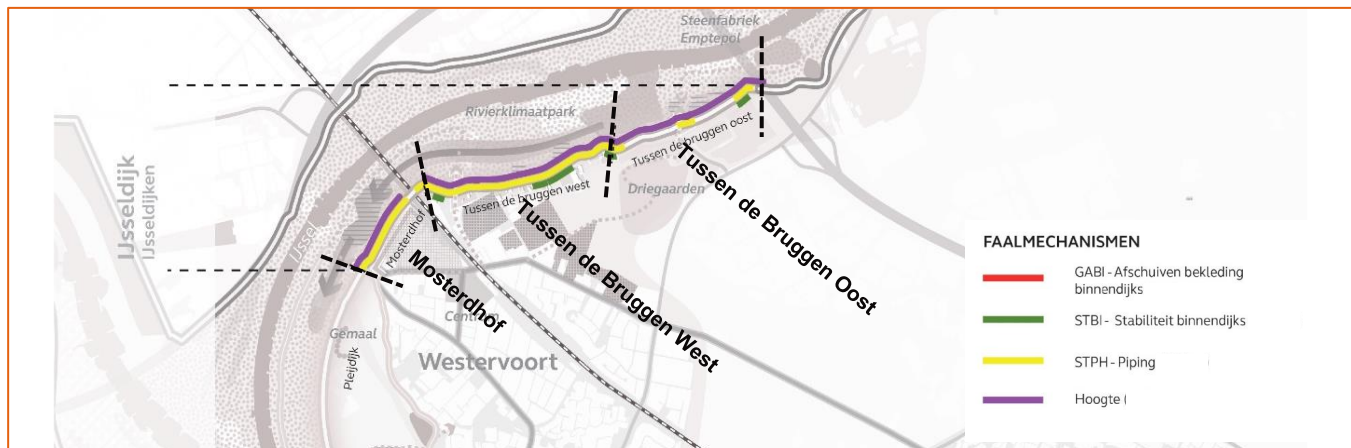 Steenfabriek
Emptepol
Rivierklimaatpark
IJsseldijk
IJsseldijken
IJssel
Tussen de bruggen oost
Tussen de Bruggen Oost
Driegaarden
Tussen de bruggen west
Tussen de Bruggen West
Mosterdhof
Mosterdhof
Centrum
Gemaal
Pleijdijk
Westervoort
FAALMECHANISMEN
GABI - Afschuiven bekleding
binnendijks
STBI - Stabiliteit binnendijks
STPH - Piping
Hoogte (